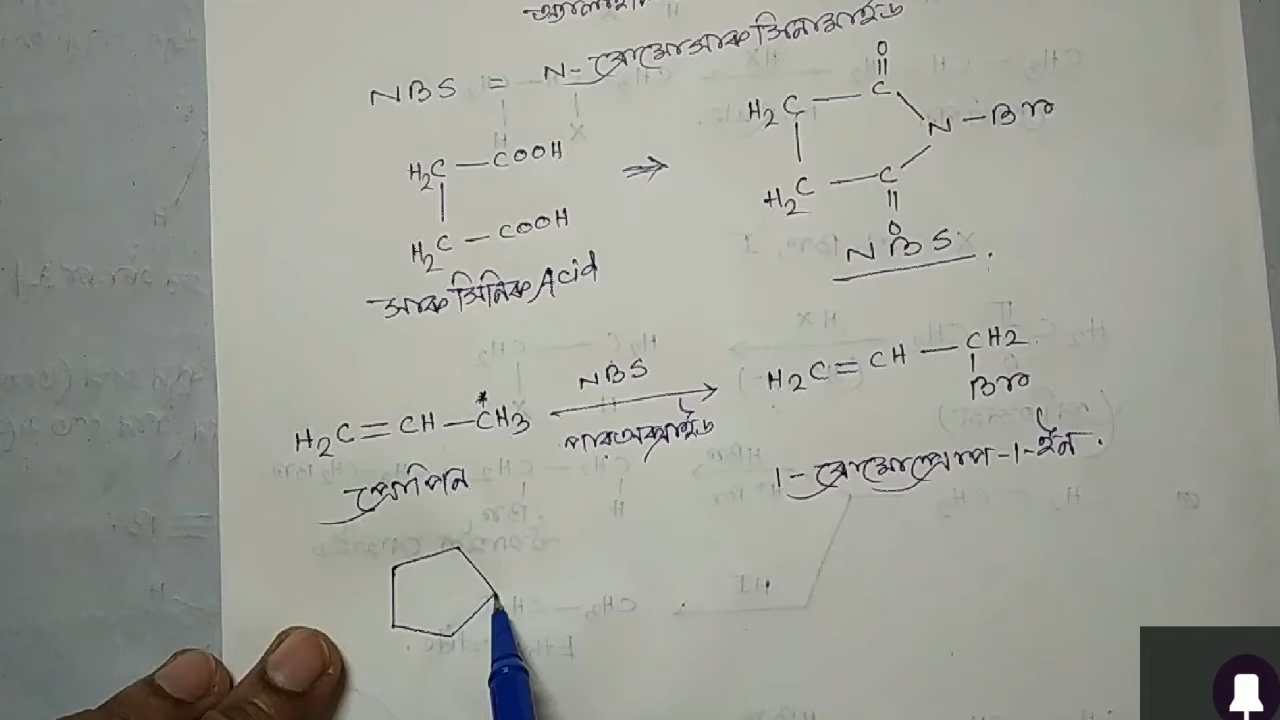 NBS = N- ব্রোমোসাকসিনামাইড
H2C — COOH
H2C — COOH
সাকসিনিক Acid
⇒
O
H2C — C
N — Br
H2C — C
O
NBS.
H2C = CH — CH3
*
প্রোপিন
NBS
পারঅক্সাইড
H2C = CH — CH2
Br
1- ব্রোমোপ্রোপ-1-ইন.